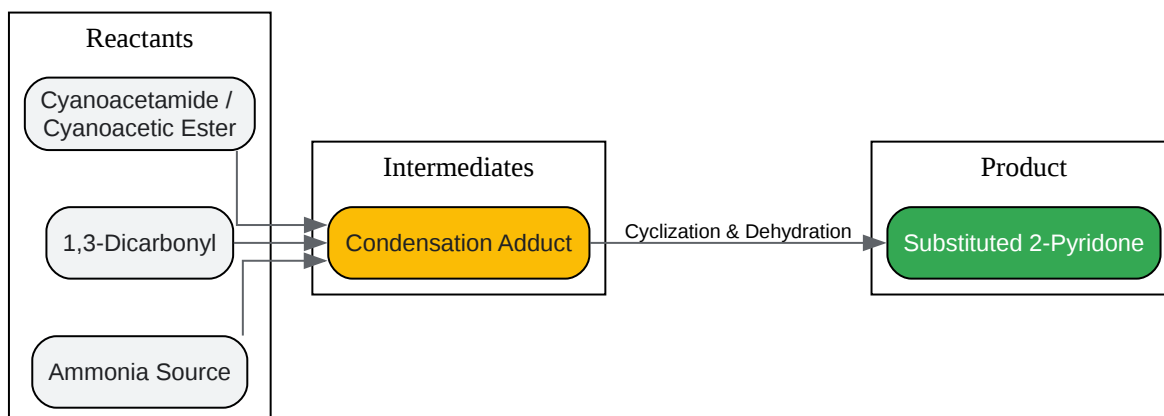 Reactants
Cyanoacetamide /
Cyanoacetic Ester
1,3-Dicarbonyl
Ammonia Source
Intermediates
Condensation Adduct
Cyclization & Dehydration
Product
Substituted 2-Pyridone